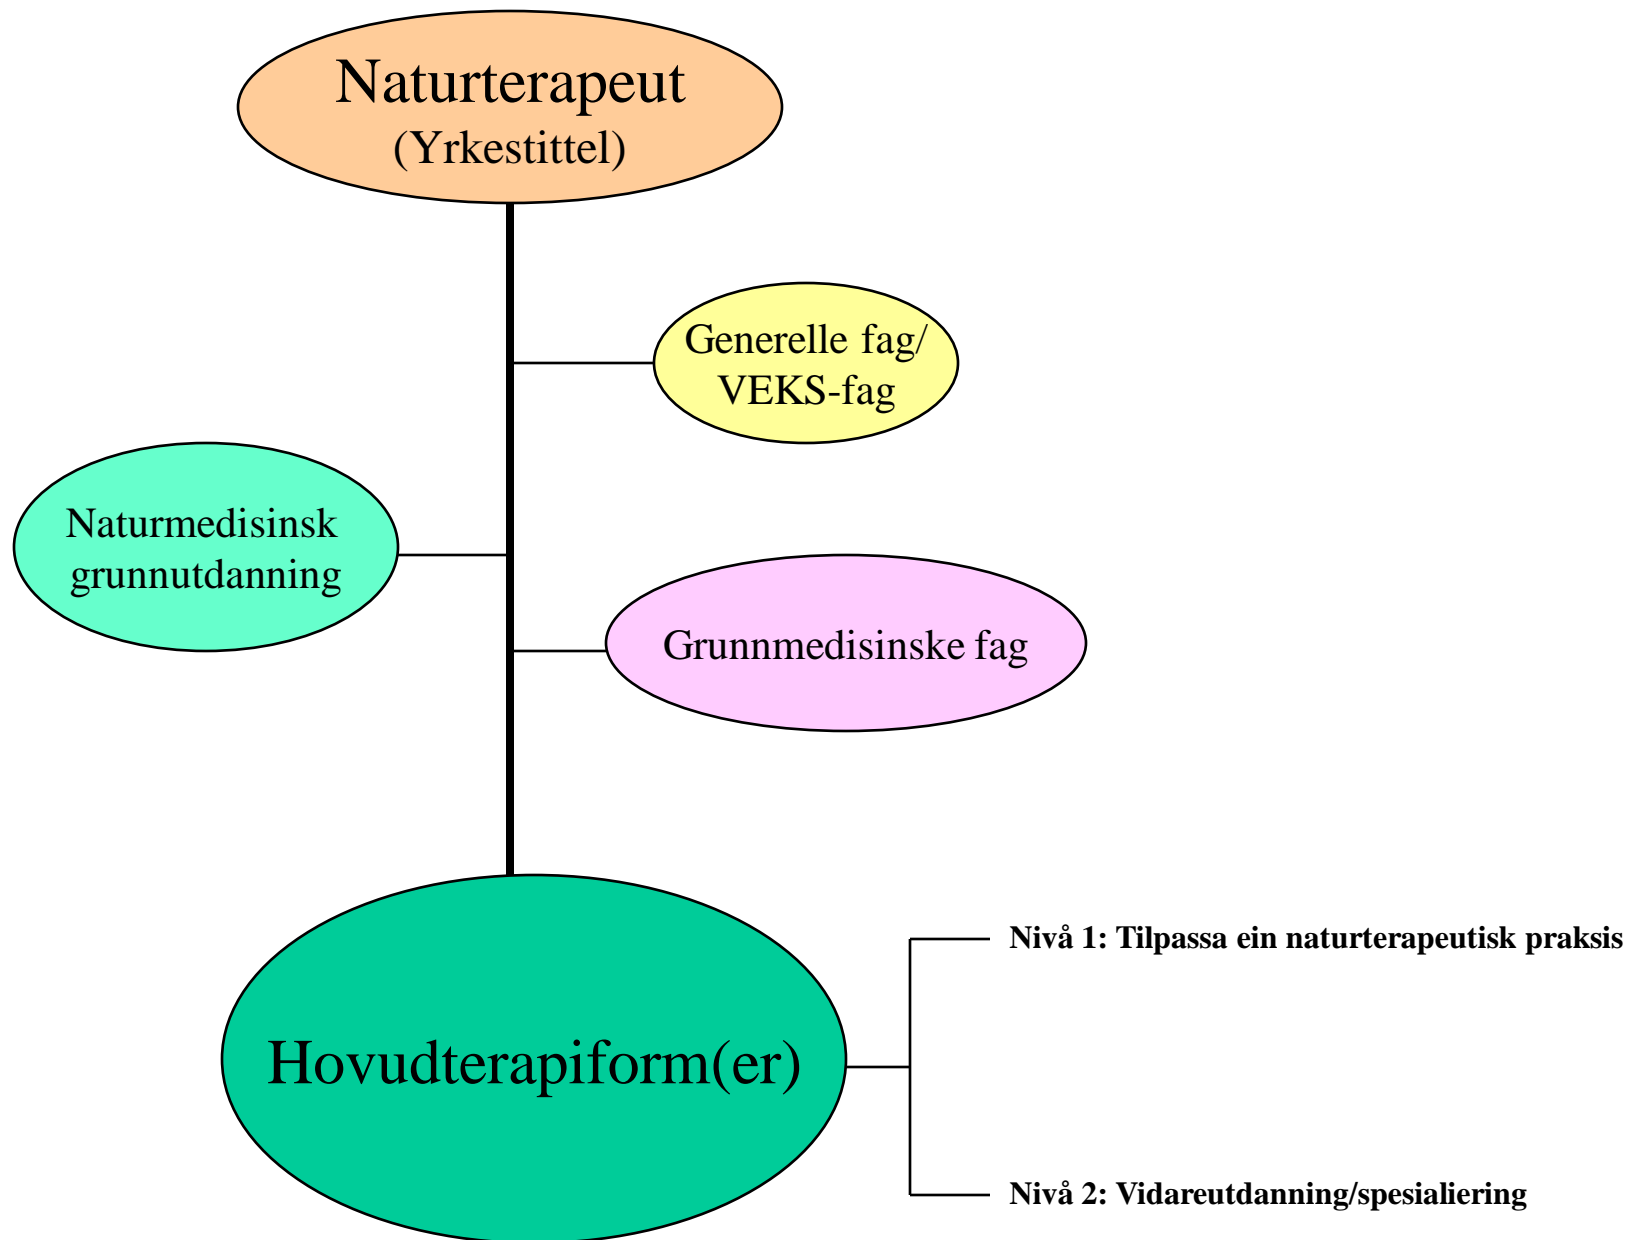 Naturterapeut
(Yrkestittel)
Generelle fag/
VEKS-fag
Naturmedisinsk
grunnutdanning
Grunnmedisinske fag
Hovudterapiform(er)
Nivå 1: Tilpassa ein naturterapeutisk praksis
Nivå 2: Vidareutdanning/spesialiering